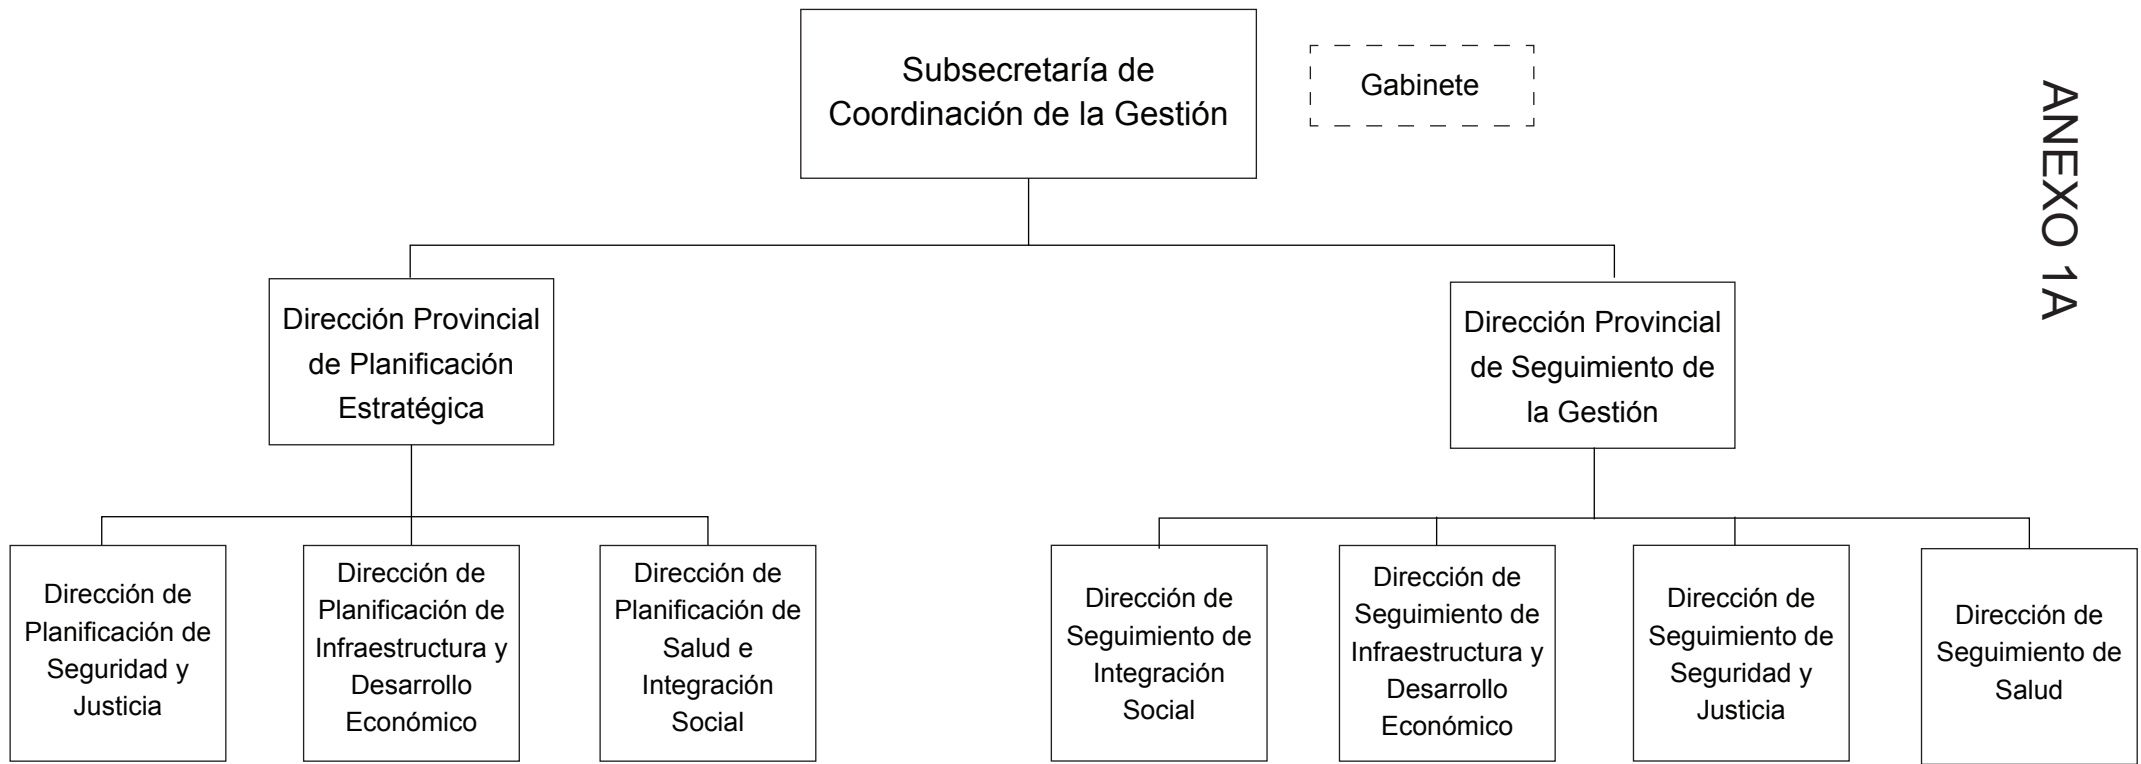 Subsecretaría de
Coordinación de la Gestión
Gabinete
ANEXO 1A
Dirección Provincial
de Planificación
Estratégica
Dirección Provincial
de Seguimiento de
la Gestión
Dirección de
Planificación de
Seguridad y
Justicia
Dirección de
Planificación de
Infraestructura y
Desarrollo
Económico
Dirección de
Planificación de
Salud e
Integración
Social
Dirección de
Seguimiento de
Integración
Social
Dirección de
Seguimiento de
Infraestructura y
Desarrollo
Económico
Dirección de
Seguimiento de
Seguridad y
Justicia
Dirección de
Seguimiento de
Salud